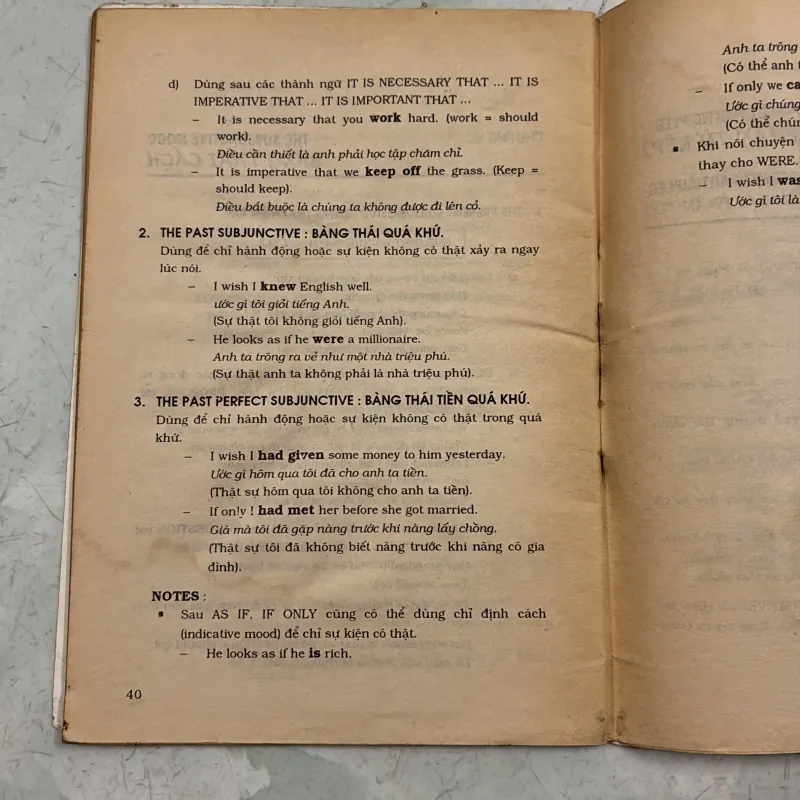 d) Dùng sau các thành ngữ IT IS NECESSARY THAT ... IT IS
IMPERATIVE THAT ... IT IS IMPORTANT THAT ...
– It is necessary that you work hard. (work = should
work).
Điều cần thiết là anh phải học tập chăm chỉ.
– It is imperative that we keep off the grass. (Keep =
should keep).
Điều bắt buộc là chúng ta không được đi lên cỏ.
2. THE PAST SUBJUNCTIVE : BÀNG THÁI QUÁ KHỨ.
Dùng để chỉ hành động hoặc sự kiện không có thật xảy ra ngay
lúc nói.
– I wish I knew English well.
ước gì tôi giỏi tiếng Anh.
(Sự thật tôi không giỏi tiếng Anh).
– He looks as if he were a millionaire.
Anh ta trông ra vẻ như một nhà triệu phú.
(Sự thật anh ta không phải là nhà triệu phú).
3. THE PAST PERFECT SUBJUNCTIVE : BÀNG THÁI TIỀN QUÁ KHỨ.
Dùng để chỉ hành động hoặc sự kiện không có thật trong quá
khứ.
– I wish I had given some money to him yesterday.
Ước gì hôm qua tôi đã cho anh ta tiền.
(Thật sự hôm qua tôi không cho anh ta tiền).
– If only I had met her before she got married.
Giá mà tôi đã gặp nàng trước khi nàng lấy chồng.
(Thật sự tôi đã không biết nàng trước khi nàng có gia
đình).
NOTES :
▪ Sau AS IF, IF ONLY cũng có thể dùng chỉ định cách
(indicative mood) để chỉ sự kiện có thật.
– He looks as if he is rich.
40
Anh ta trông
(Có thể anh
– If only we ca
Ước gì chúng
(Có thể chún
▪ Khi nói chuyện
thay cho WERE.
– I wish I was
Ước gì tôi là